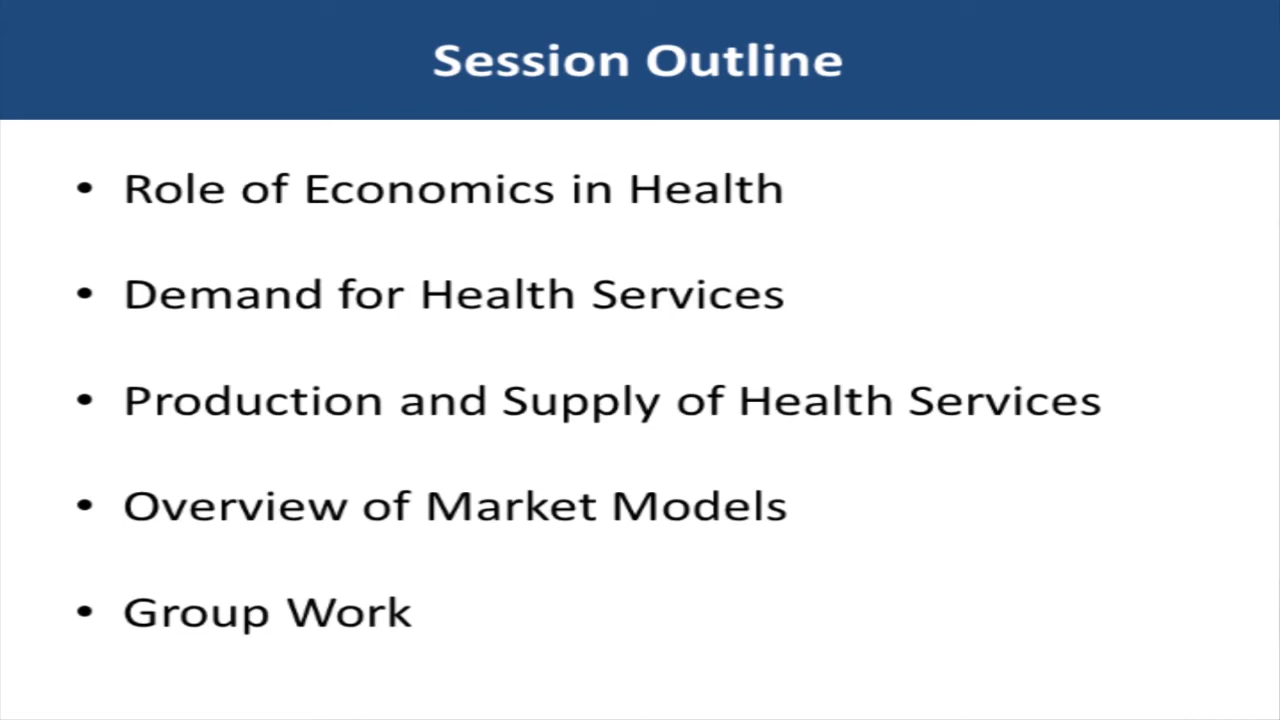 Session Outline
• Role of Economics in Health
• Demand for Health Services
• Production and Supply of Health Services
• Overview of Market Models
• Group Work